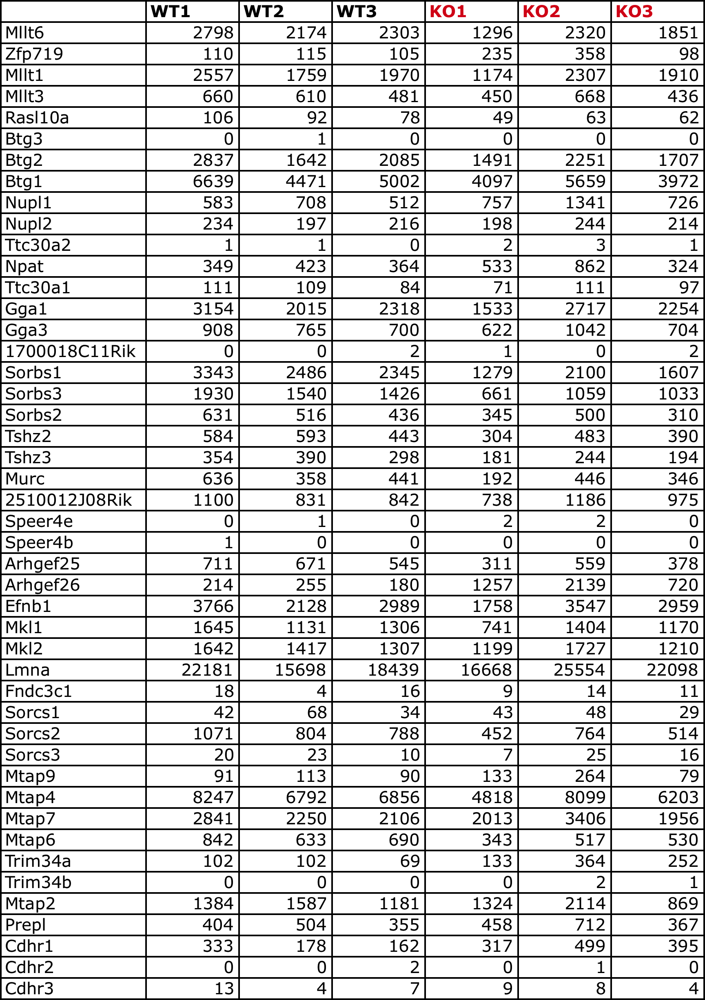 WT1 WT2 WT3 KO1 KO2 KO3
Mllt6 2798 2174 2303 1296 2320 1851
Zfp719 110 115 105 235 358 98
Mllt1 2557 1759 1970 1174 2307 1910
Mllt3 660 610 481 450 668 436
Rasl10a 106 92 78 49 63 62
Btg3 0 1 0 0 0 0
Btg2 2837 1642 2085 1491 2251 1707
Btg1 6639 4471 5002 4097 5659 3972
Nupl1 583 708 512 757 1341 726
Nupl2 234 197 216 198 244 214
Ttc30a2 1 1 0 2 3 1
Npat 349 423 364 533 862 324
Ttc30a1 111 109 84 71 111 97
Gga1 3154 2015 2318 1533 2717 2254
Gga3 908 765 700 622 1042 704
1700018C11Rik 0 0 2 1 0 2
Sorbs1 3343 2486 2345 1279 2100 1607
Sorbs3 1930 1540 1426 661 1059 1033
Sorbs2 631 516 436 345 500 310
Tshz2 584 593 443 304 483 390
Tshz3 354 390 298 181 244 194
Murc 636 358 441 192 446 346
2510012J08Rik 1100 831 842 738 1186 975
Speer4e 0 1 0 2 2 0
Speer4b 1 0 0 0 0 0
Arhgef25 711 671 545 311 559 378
Arhgef26 214 255 180 1257 2139 720
Efnb1 3766 2128 2989 1758 3547 2959
Mkl1 1645 1131 1306 741 1404 1170
Mkl2 1642 1417 1307 1199 1727 1210
Lmna 22181 15698 18439 16668 25554 22098
Fndc3c1 18 4 16 9 14 11
Sorcs1 42 68 34 43 48 29
Sorcs2 1071 804 788 452 764 514
Sorcs3 20 23 10 7 25 16
Mtap9 91 113 90 133 264 79
Mtap4 8247 6792 6856 4818 8099 6203
Mtap7 2841 2250 2106 2013 3406 1956
Mtap6 842 633 690 343 517 530
Trim34a 102 102 69 133 364 252
Trim34b 0 0 0 0 2 1
Mtap2 1384 1587 1181 1324 2114 869
Prepl 404 504 355 458 712 367
Cdhr1 333 178 162 317 499 395
Cdhr2 0 0 2 0 1 0
Cdhr3 13 4 7 9 8 4